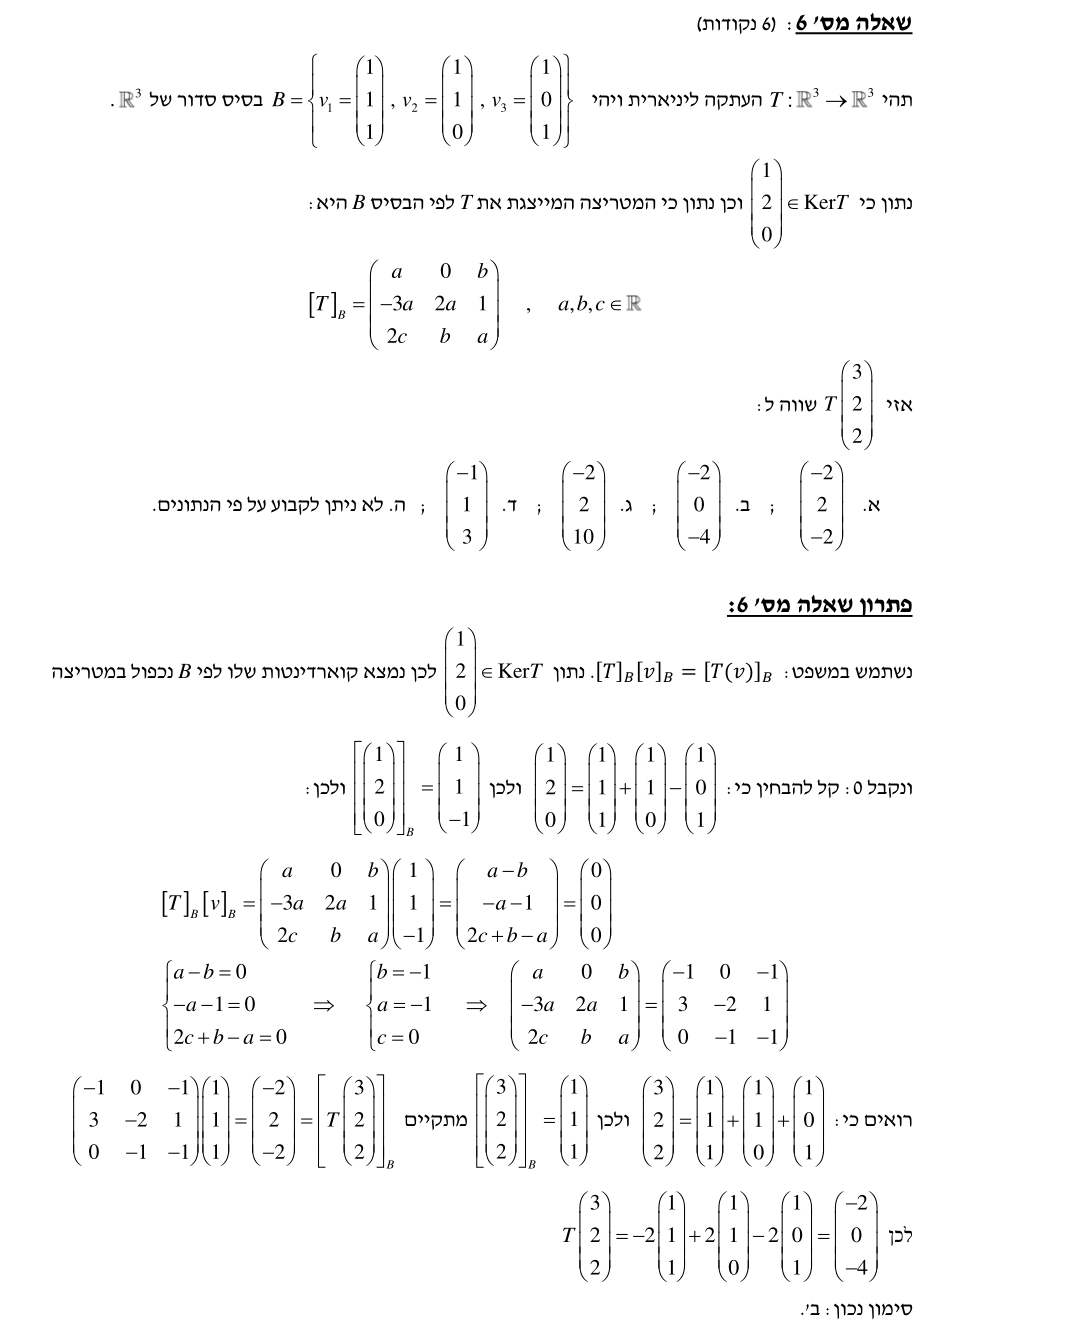 שאלה מס׳ 6 : (6 נקודות)
תהי T : ℝ³ → ℝ³ העתקה ליניארית ויהי B = { v₁ = (1 1 1) , v₂ = (1 1 0) , v₃ = (1 0 1) } בסיס סדור של ℝ³ .
נתון כי (1 2 0) ∈ KerT וכן נתון כי המטריצה המייצגת את T לפי הבסיס B היא :
[T]_B = ( a 0 b ; −3a 2a 1 ; 2c b a ) , a,b,c ∈ ℝ
אזי T (3 2 2) שווה ל :
א. (−2 2 −2) ; ב. (−2 0 −4) ; ג. (−2 2 10) ; ד. (−1 1 3) ; ה. לא ניתן לקבוע על פי הנתונים.
פתרון שאלה מס׳ 6:
נשתמש במשפט : [T]_B[v]_B = [T(v)]_B. נתון (1 2 0) ∈ KerT לכן נמצא קוארדינטות שלו לפי B נכפול במטריצה
ונקבל 0 : קל להבחין כי : (1 2 0) = (1 1 1) + (1 1 0) − (1 0 1) ולכן [(1 2 0)]_B = (1 1 −1) ולכן :
[T]_B [v]_B = ( a 0 b ; −3a 2a 1 ; 2c b a ) (1 1 −1) = ( a−b ; −a−1 ; 2c+b−a ) = (0 0 0)
{ a−b=0 ; −a−1=0 ; 2c+b−a=0 ⇒ { b=−1 ; a=−1 ; c=0 ⇒ ( a 0 b ; −3a 2a 1 ; 2c b a ) = ( −1 0 −1 ; 3 −2 1 ; 0 −1 −1 )
רואים כי : (3 2 2) = (1 1 1) + (1 1 0) + (1 0 1) ולכן [(3 2 2)]_B = (1 1 1) מתקיים ( −1 0 −1 ; 3 −2 1 ; 0 −1 −1 ) (1 1 1) = (−2 2 −2) = [T (3 2 2)]_B
לכן T (3 2 2) = −2 (1 1 1) + 2 (1 1 0) − 2 (1 0 1) = (−2 0 −4)
סימון נכון : ב׳.